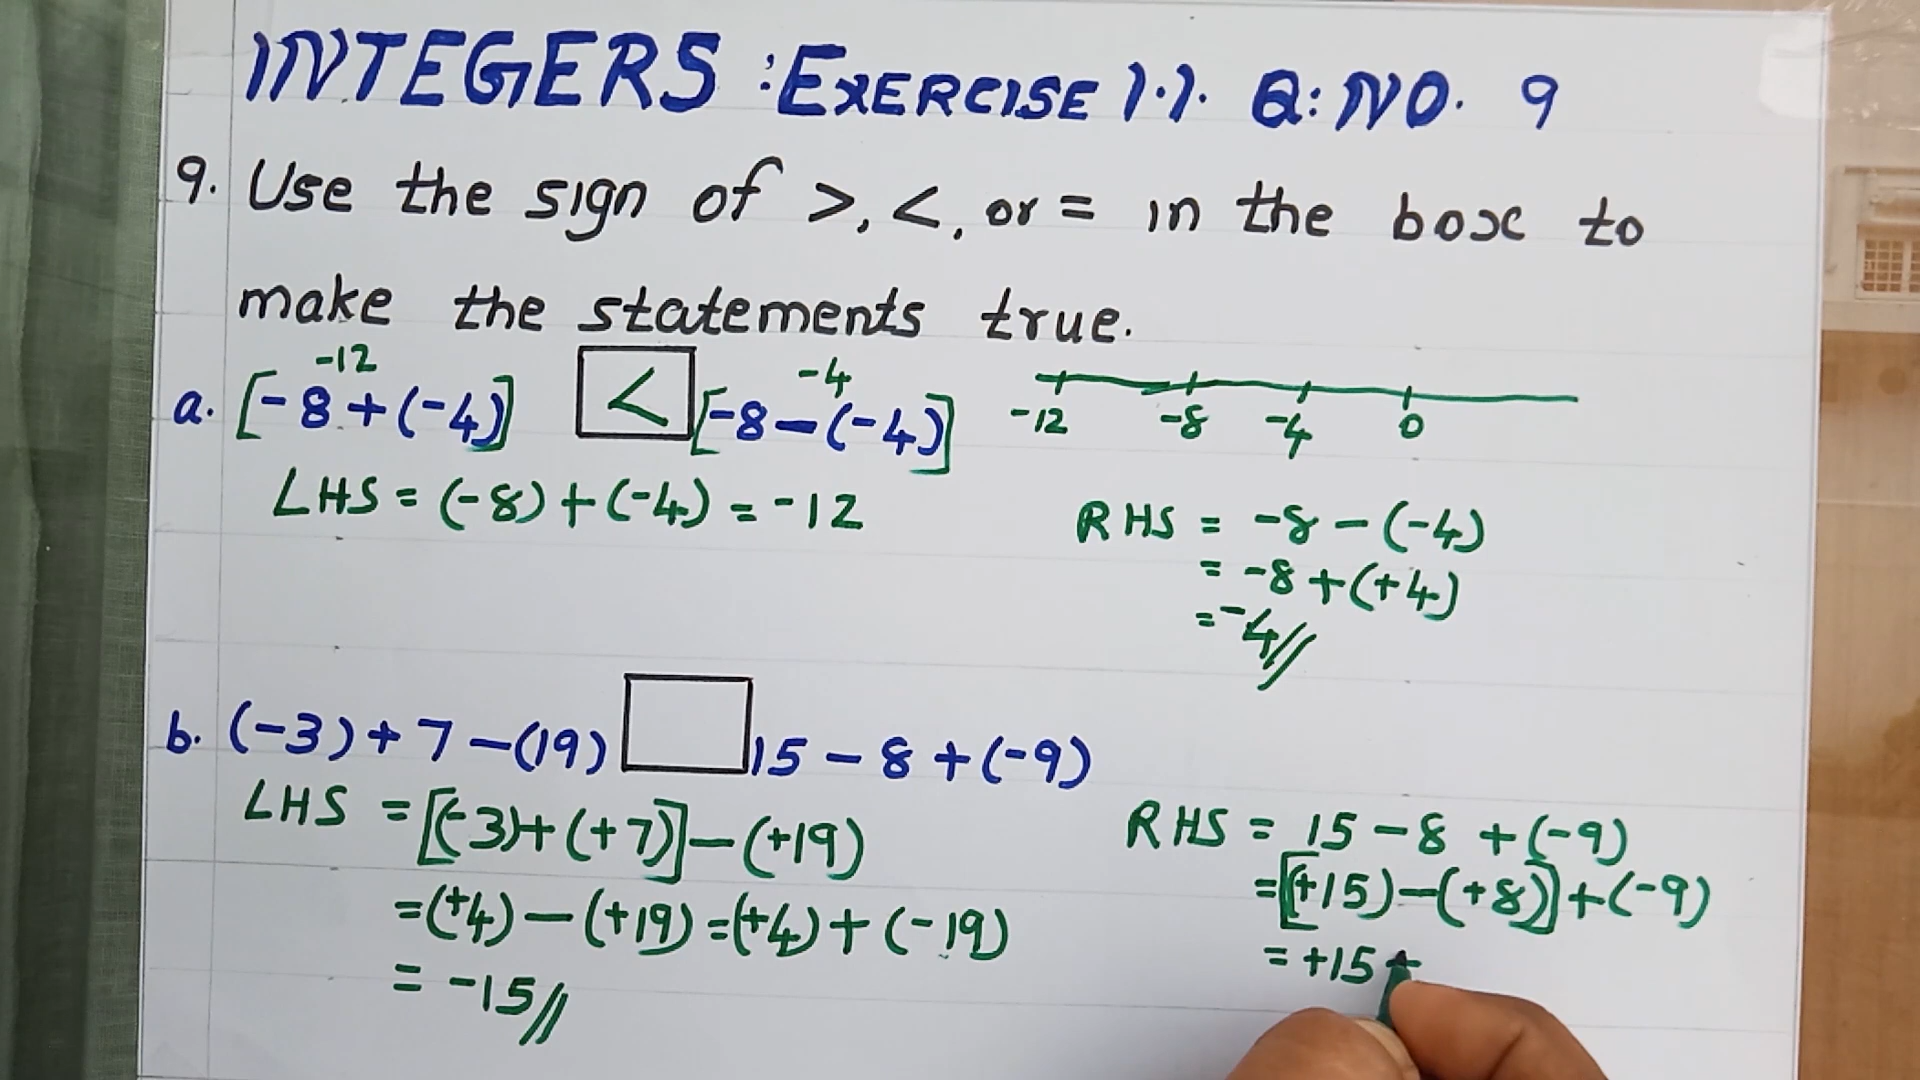 INTEGERS : EXERCISE 1.1. Q: NO. 9
9. Use the sign of >, <, or = in the box to
make the statements true.
-12 -4
a. [-8+(-4)] < [-8-(-4)]
-12 -8 -4 0
LHS = (-8)+(-4) = -12
RHS = -8-(-4)
= -8+(+4)
= -4//
b. (-3)+7-(19) 15-8+(-9)
LHS = [(-3)+(+7)]-(+19)
= (+4)-(+19) = (+4)+(-19)
= -15//
RHS = 15-8+(-9)
= [(+15)-(+8)]+(-9)
= +15+